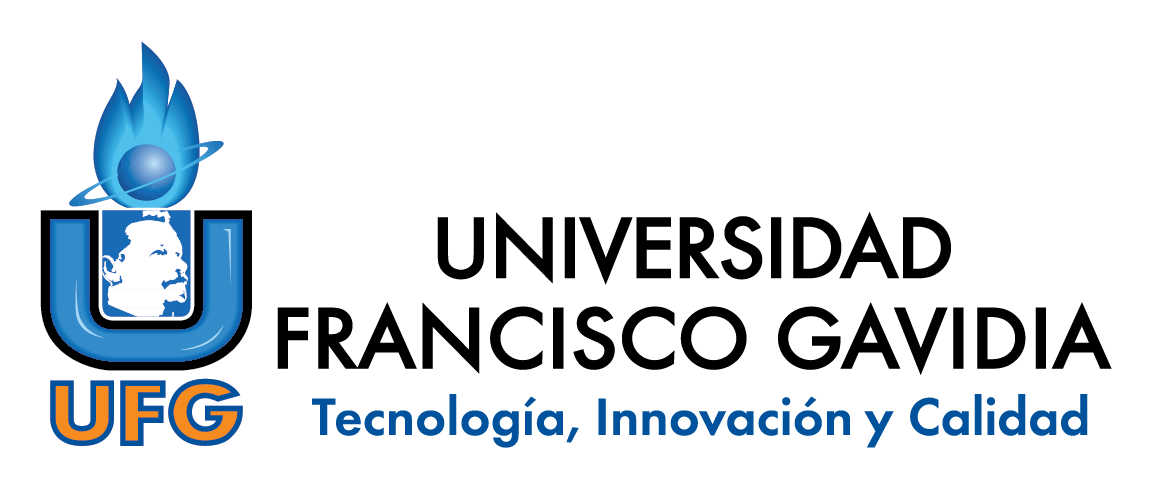 UNIVERSIDAD
FRANCISCO GAVIDIA
Tecnología, Innovación y Calidad
U
UFG